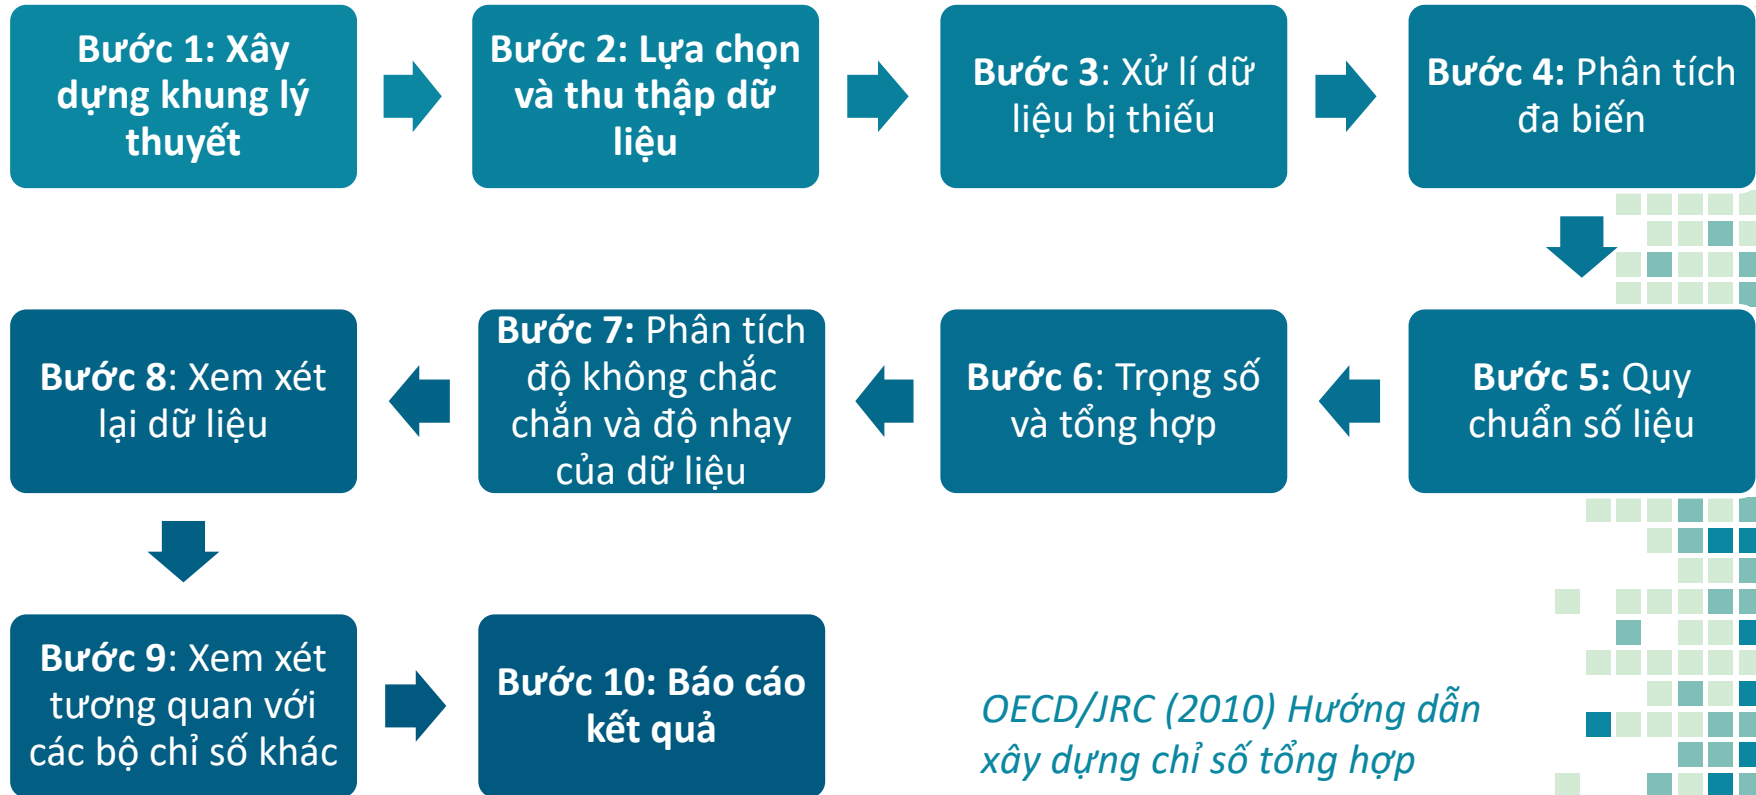 Bước 1: Xây
dựng khung lý
thuyết
Bước 2: Lựa chọn
và thu thập dữ
liệu
Bước 3: Xử lí dữ
liệu bị thiếu
Bước 4: Phân tích
đa biến
Bước 5: Quy
chuẩn số liệu
Bước 6: Trọng số
và tổng hợp
Bước 7: Phân tích
độ không chắc
chắn và độ nhạy
của dữ liệu
Bước 8: Xem xét
lại dữ liệu
Bước 9: Xem xét
tương quan với
các bộ chỉ số khác
Bước 10: Báo cáo
kết quả
OECD/JRC (2010) Hướng dẫn
xây dựng chỉ số tổng hợp